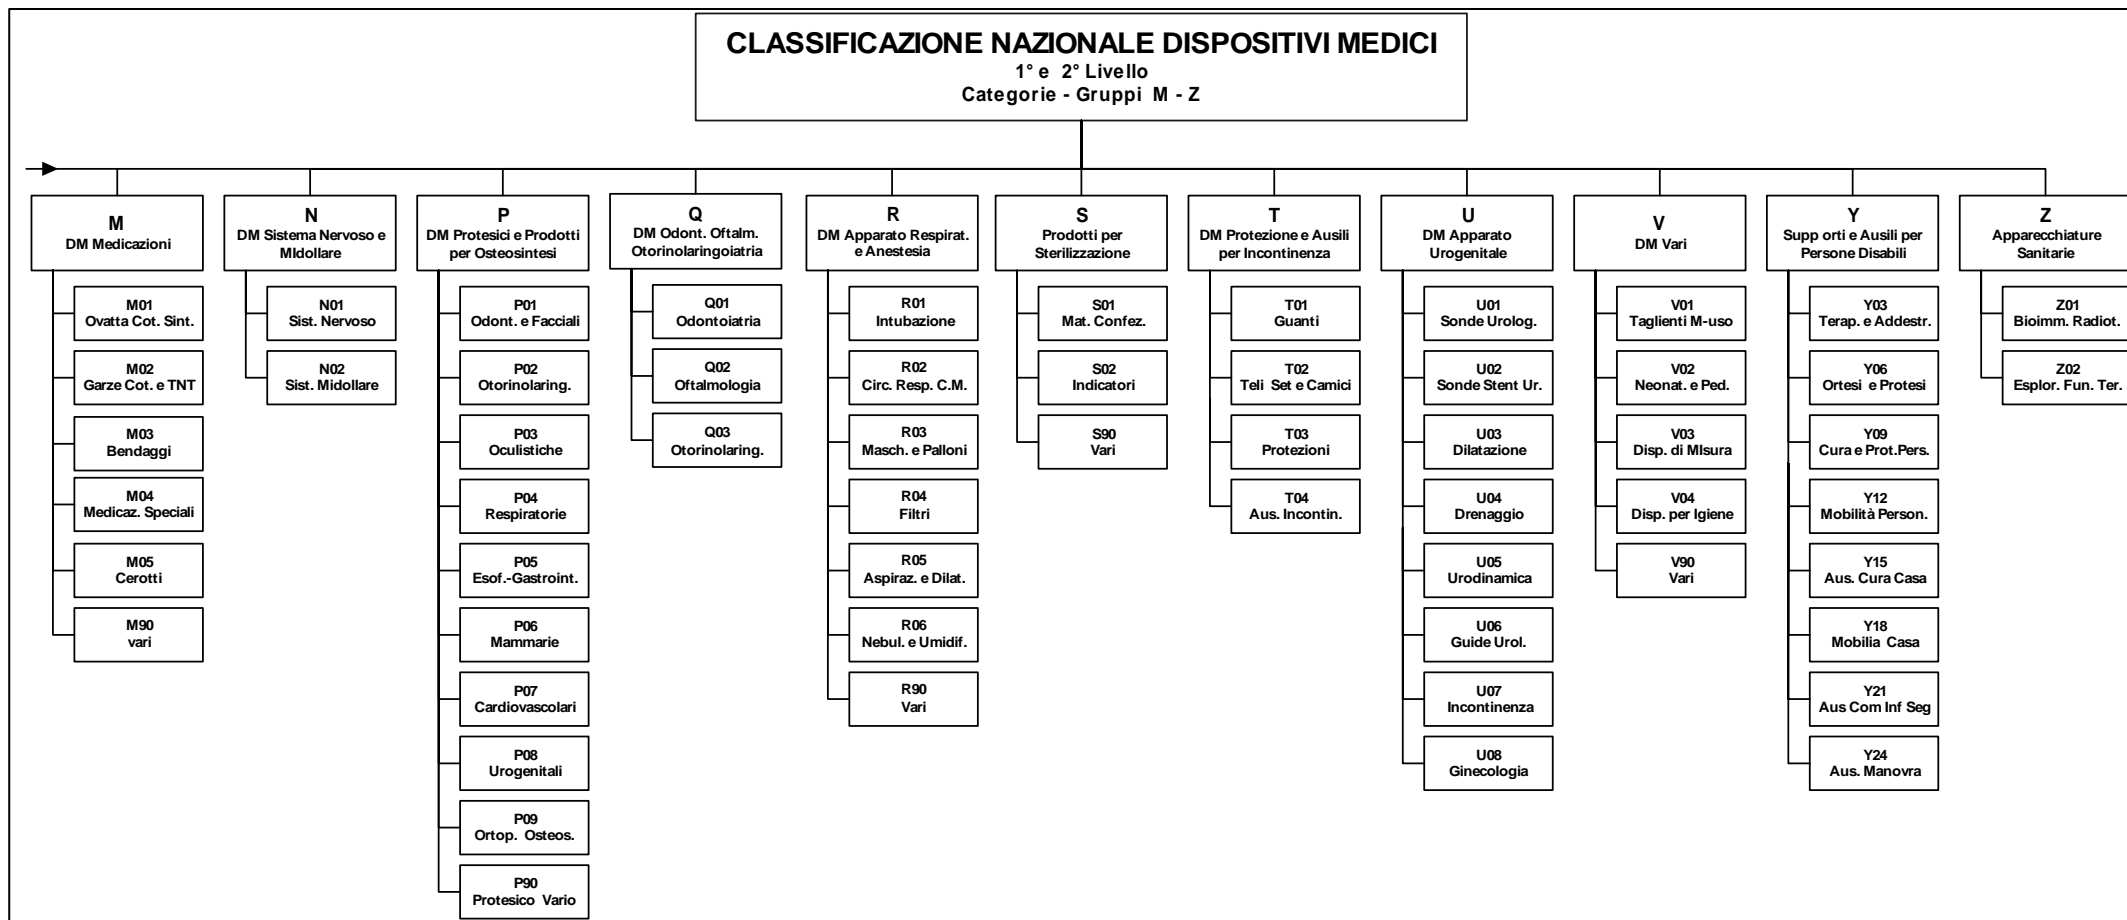 CLASSIFICAZIONE NAZIONALE DISPOSITIVI MEDICI
1° e 2° Livello
Categorie - Gruppi M - Z
M
DM Medicazioni
M01
Ovatta Cot. Sint.
M02
Garze Cot. e TNT
M03
Bendaggi
M04
Medicaz. Speciali
M05
Cerotti
M90
vari
N
DM Sistema Nervoso e
MIdollare
N01
Sist. Nervoso
N02
Sist. Midollare
P
DM Protesici e Prodotti
per Osteosintesi
P01
Odont. e Facciali
P02
Otorinolaring.
P03
Oculistiche
P04
Respiratorie
P05
Esof.-Gastroint.
P06
Mammarie
P07
Cardiovascolari
P08
Urogenitali
P09
Ortop. Osteos.
P90
Protesico Vario
Q
DM Odont. Oftalm.
Otorinolaringoiatria
Q01
Odontoiatria
Q02
Oftalmologia
Q03
Otorinolaring.
R
DM Apparato Respirat.
e Anestesia
R01
Intubazione
R02
Circ. Resp. C.M.
R03
Masch. e Palloni
R04
Filtri
R05
Aspiraz. e Dilat.
R06
Nebul. e Umidif.
R90
Vari
S
Prodotti per
Sterilizzazione
S01
Mat. Confez.
S02
Indicatori
S90
Vari
T
DM Protezione e Ausili
per Incontinenza
T01
Guanti
T02
Teli Set e Camici
T03
Protezioni
T04
Aus. Incontin.
U
DM Apparato
Urogenitale
U01
Sonde Urolog.
U02
Sonde Stent Ur.
U03
Dilatazione
U04
Drenaggio
U05
Urodinamica
U06
Guide Urol.
U07
Incontinenza
U08
Ginecologia
V
DM Vari
V01
Taglienti M-uso
V02
Neonat. e Ped.
V03
Disp. di MIsura
V04
Disp. per Igiene
V90
Vari
Y
Supp orti e Ausili per
Persone Disabili
Y03
Terap. e Addestr.
Y06
Ortesi e Protesi
Y09
Cura e Prot.Pers.
Y12
Mobilità Person.
Y15
Aus. Cura Casa
Y18
Mobilia Casa
Y21
Aus Com Inf Seg
Y24
Aus. Manovra
Z
Apparecchiature
Sanitarie
Z01
Bioimm. Radiot.
Z02
Esplor. Fun. Ter.